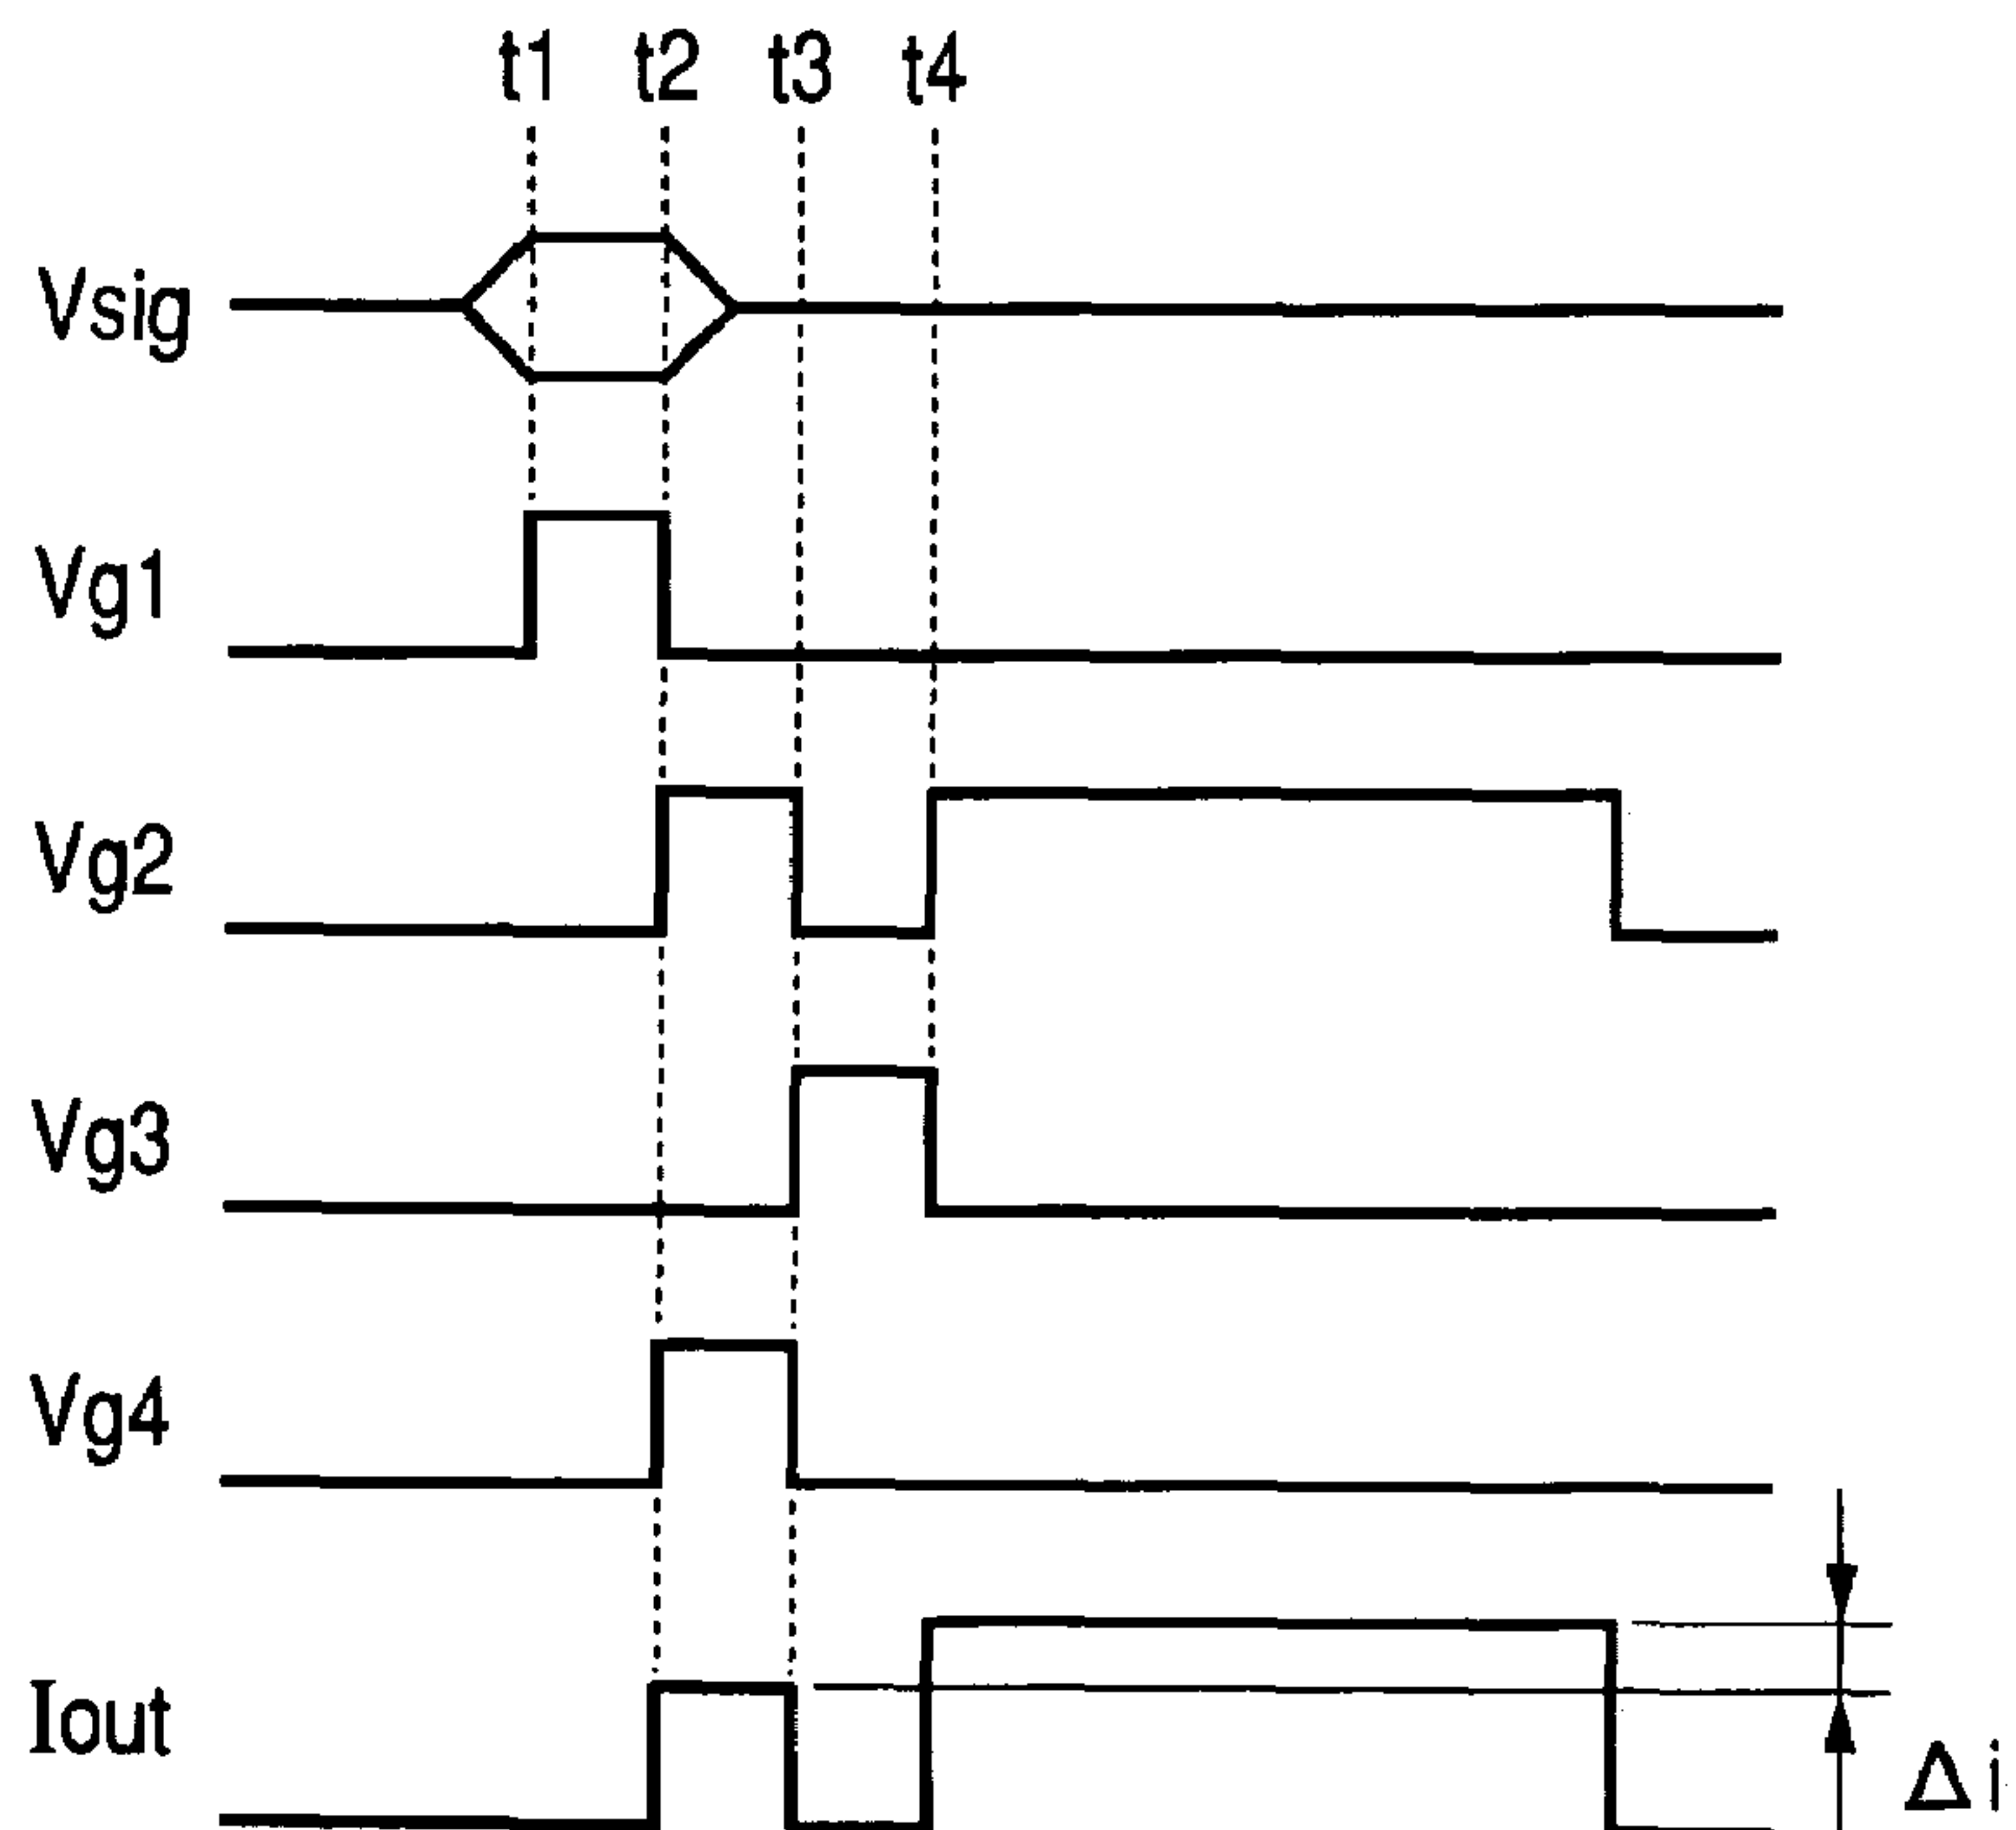 t1 t2 t3 t4
Vsig
Vg1
Vg2
Vg3
Vg4
Iout
Δi